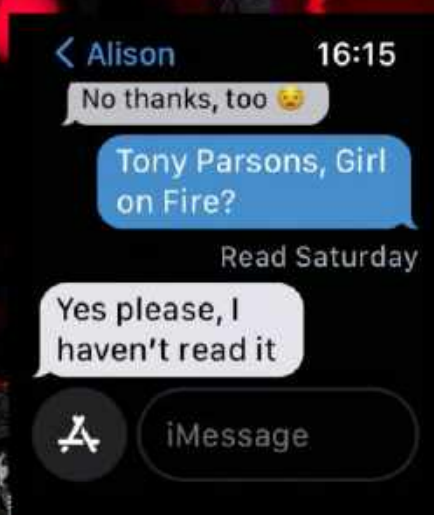 < Alison 16:15
No thanks, too 😟
Tony Parsons, Girl
on Fire?
Read Saturday
Yes please, I
haven't read it
iMessage